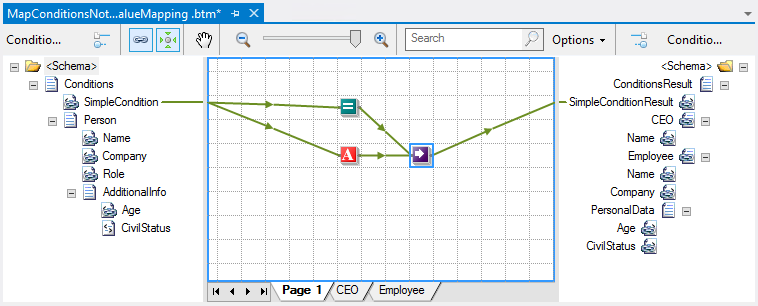 MapConditionsNot...alueMapping .btm*
Conditio...
Search
Options
Conditio...
<Schema>
Conditions
SimpleCondition
Person
Name
Company
Role
AdditionalInfo
Age
CivilStatus
A
<Schema>
ConditionsResult
SimpleConditionResult
CEO
Name
Employee
Name
Company
PersonalData
Age
CivilStatus
Page 1
CEO
Employee